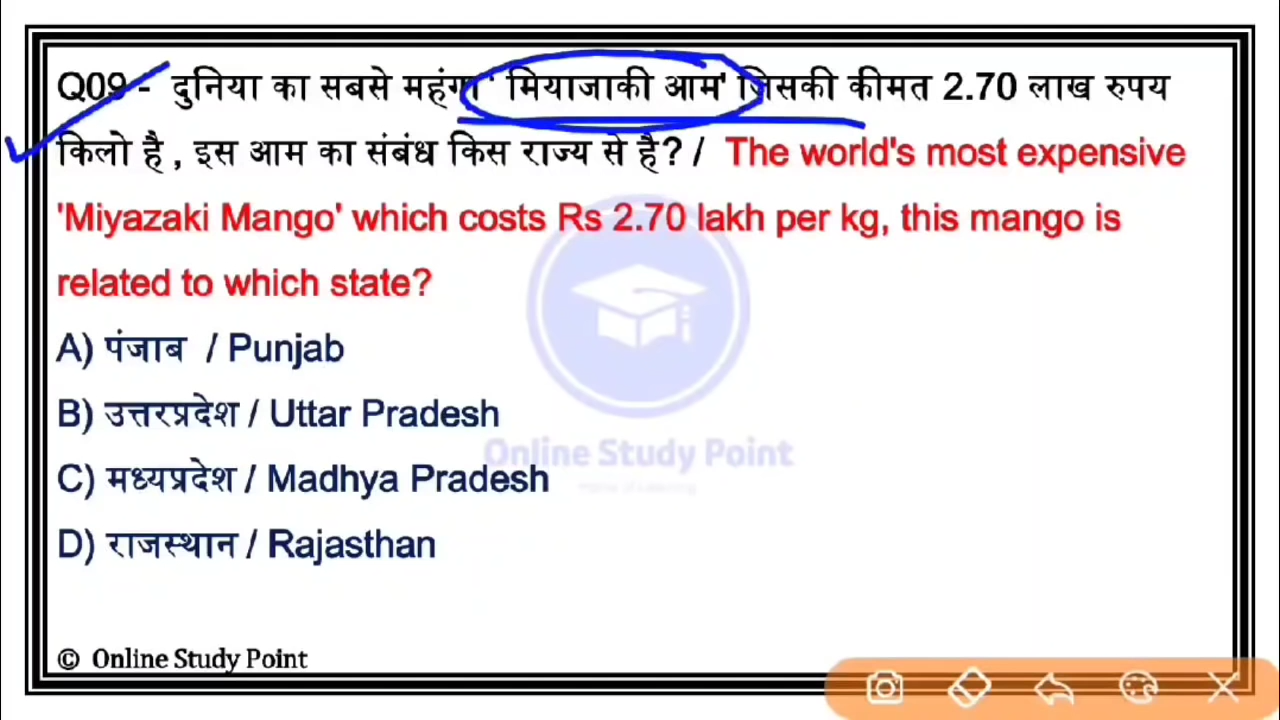 Q09 - दुनिया का सबसे महंगा ' मियाजाकी आम' जिसकी कीमत 2.70 लाख रुपय
किलो है , इस आम का संबंध किस राज्य से है? / The world's most expensive
'Miyazaki Mango' which costs Rs 2.70 lakh per kg, this mango is
related to which state?
A) पंजाब / Punjab
B) उत्तरप्रदेश / Uttar Pradesh
Online Study Point
C) मध्यप्रदेश / Madhya Pradesh
D) राजस्थान / Rajasthan
© Online Study Point